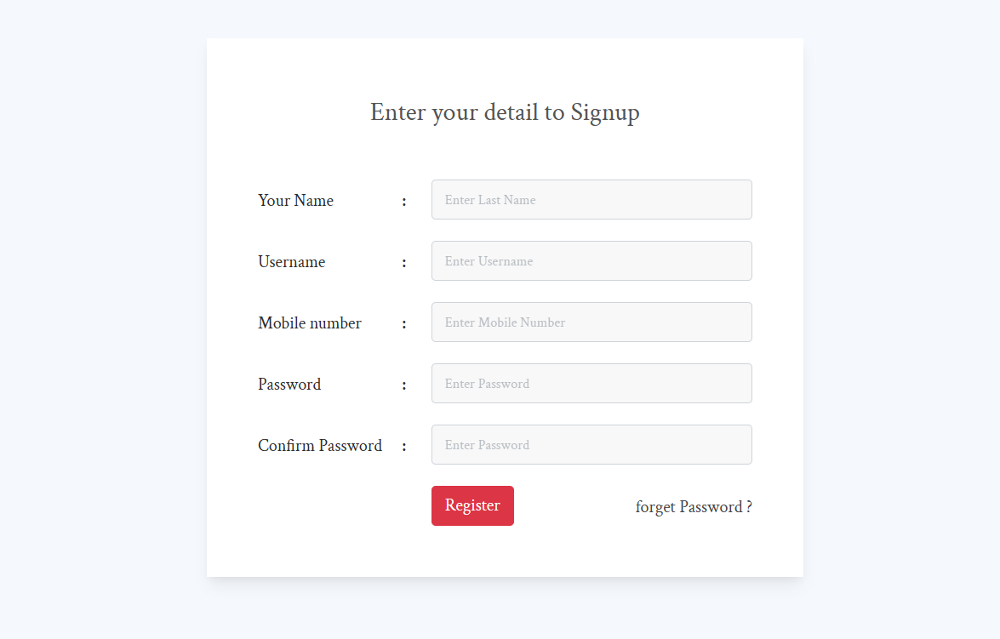 Enter your detail to Signup
Your Name : Enter Last Name
Username : Enter Username
Mobile number : Enter Mobile Number
Password : Enter Password
Confirm Password : Enter Password
Register forget Password ?